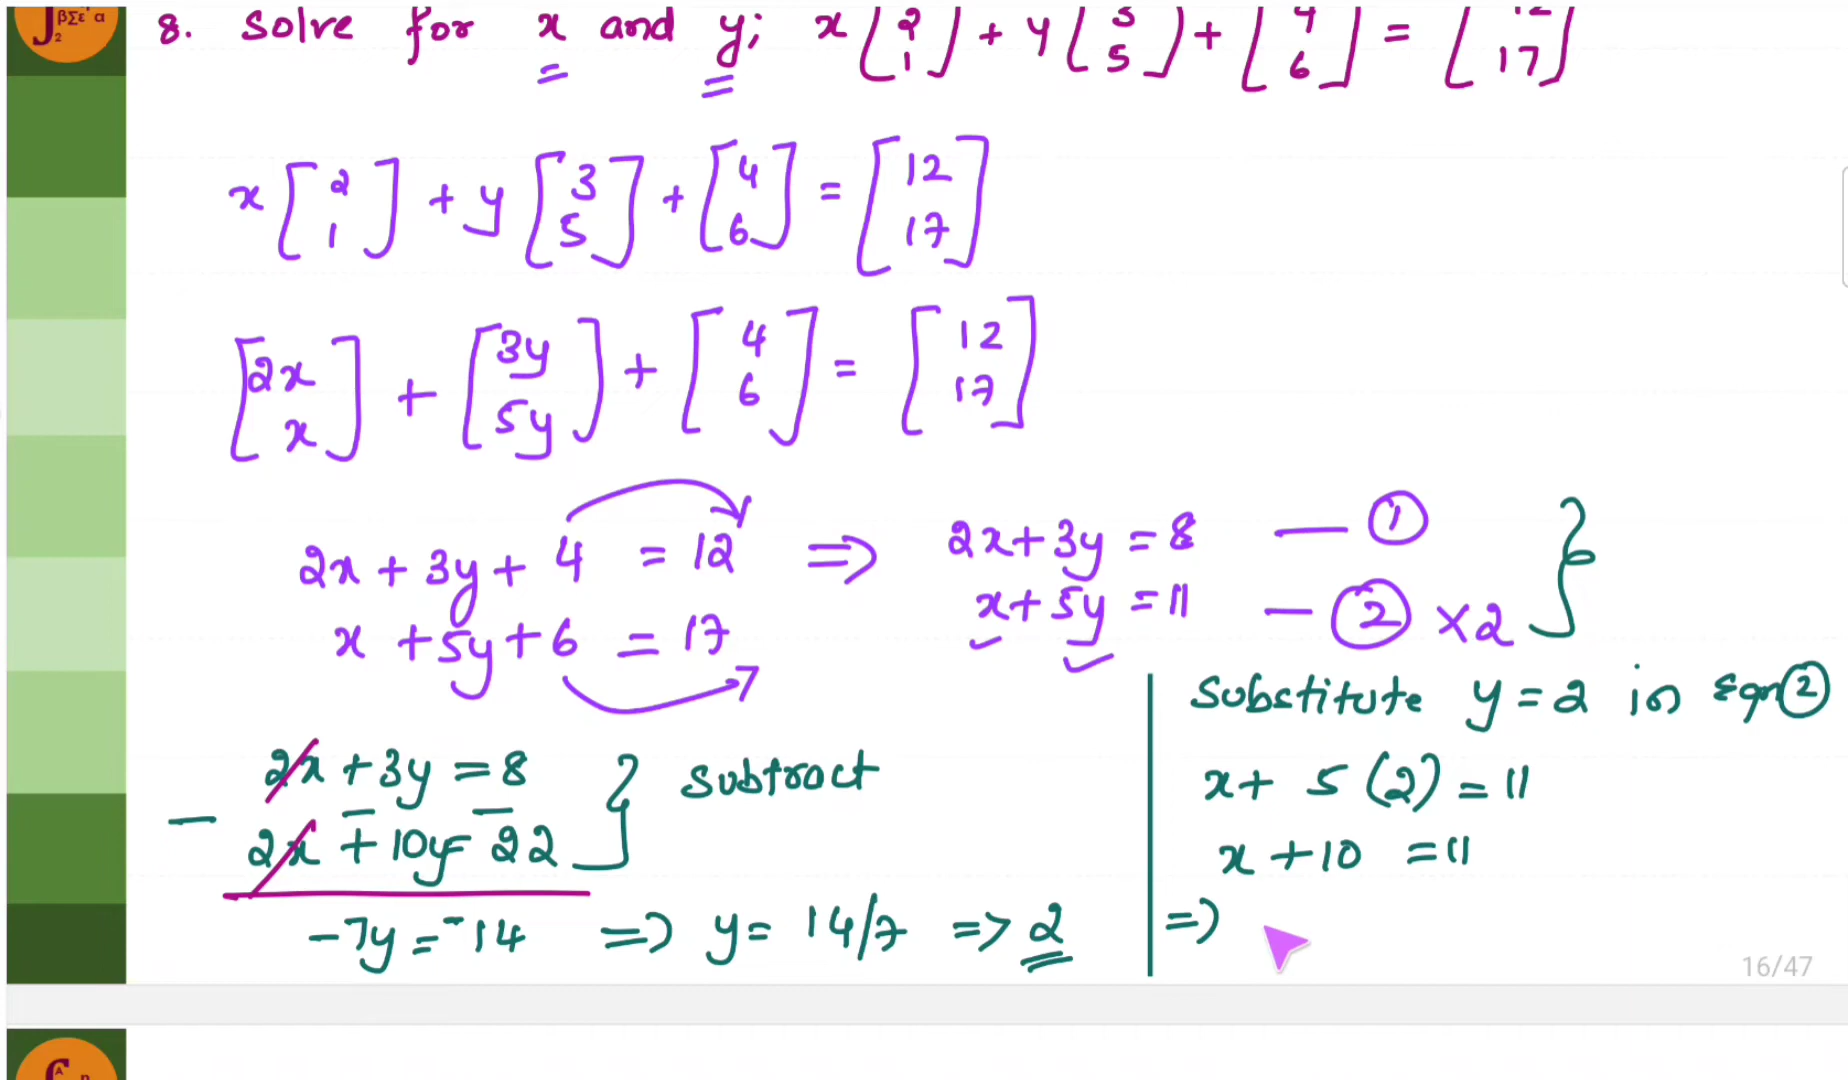 βΣε α
2
8. Solve for x and y; x[2 1] + y[3 5] + [4 6] = [12 17]
x[2 1] + y[3 5] + [4 6] = [12 17]
[2x x] + [3y 5y] + [4 6] = [12 17]
2x + 3y + 4 = 12 => 2x + 3y = 8 — ①
x + 5y + 6 = 17 x + 5y = 11 — ② ×2
2x + 3y = 8 } subtract
— 2x + 10y = 22
-7y = -14 => y = 14/7 => 2
Substitute y = 2 in Eqn②
x + 5 (2) = 11
x + 10 = 11
=>
16/47